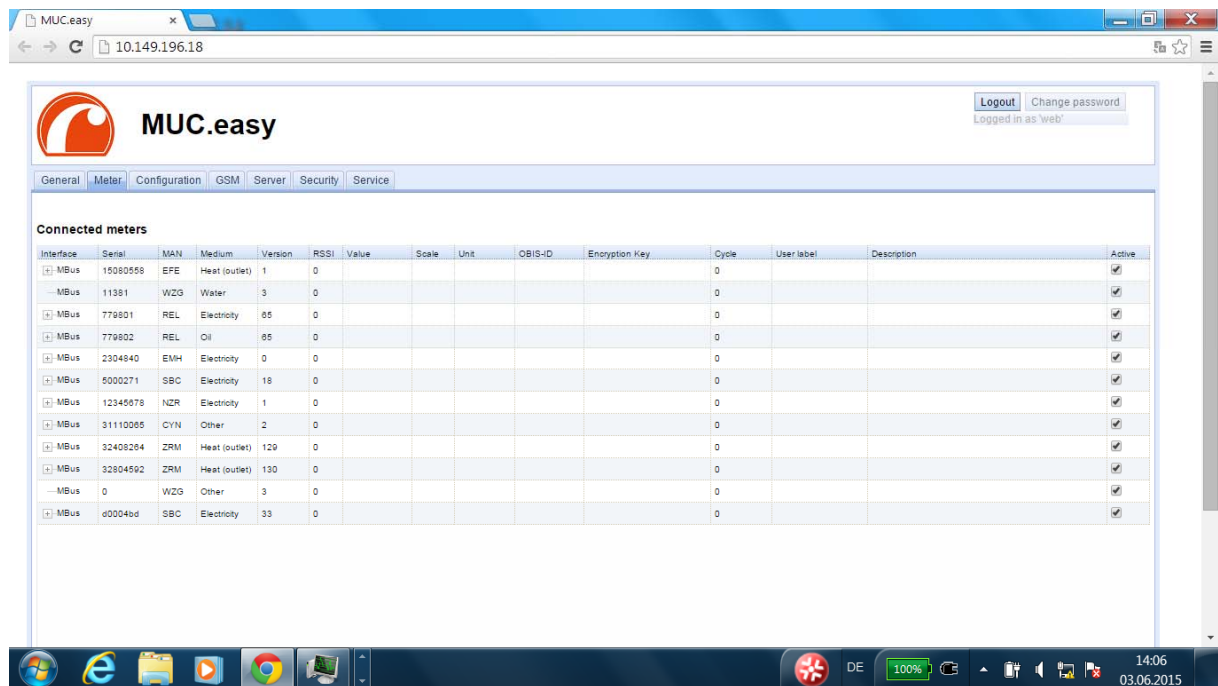 MUC.easy
10.149.196.18
MUC.easy
Logout Change password
Logged in as 'web'
General Meter Configuration GSM Server Security Service
Connected meters
Interface Serial MAN Medium Version RSSI Value Scale Unit OBIS-ID Encryption Key Cycle User label Description Active
MBus 15080558 EFE Heat (outlet) 1 0 0
MBus 11381 WZG Water 3 0 0
MBus 779801 REL Electricity 65 0 0
MBus 779802 REL Oil 65 0 0
MBus 2304840 EMH Electricity 0 0 0
MBus 5000271 SBC Electricity 18 0 0
MBus 12345678 NZR Electricity 1 0 0
MBus 31110065 CYN Other 2 0 0
MBus 32408264 ZRM Heat (outlet) 129 0 0
MBus 32804592 ZRM Heat (outlet) 130 0 0
MBus 0 WZG Other 3 0 0
MBus d0004bd SBC Electricity 33 0 0
DE 100% 14:06
03.06.2015